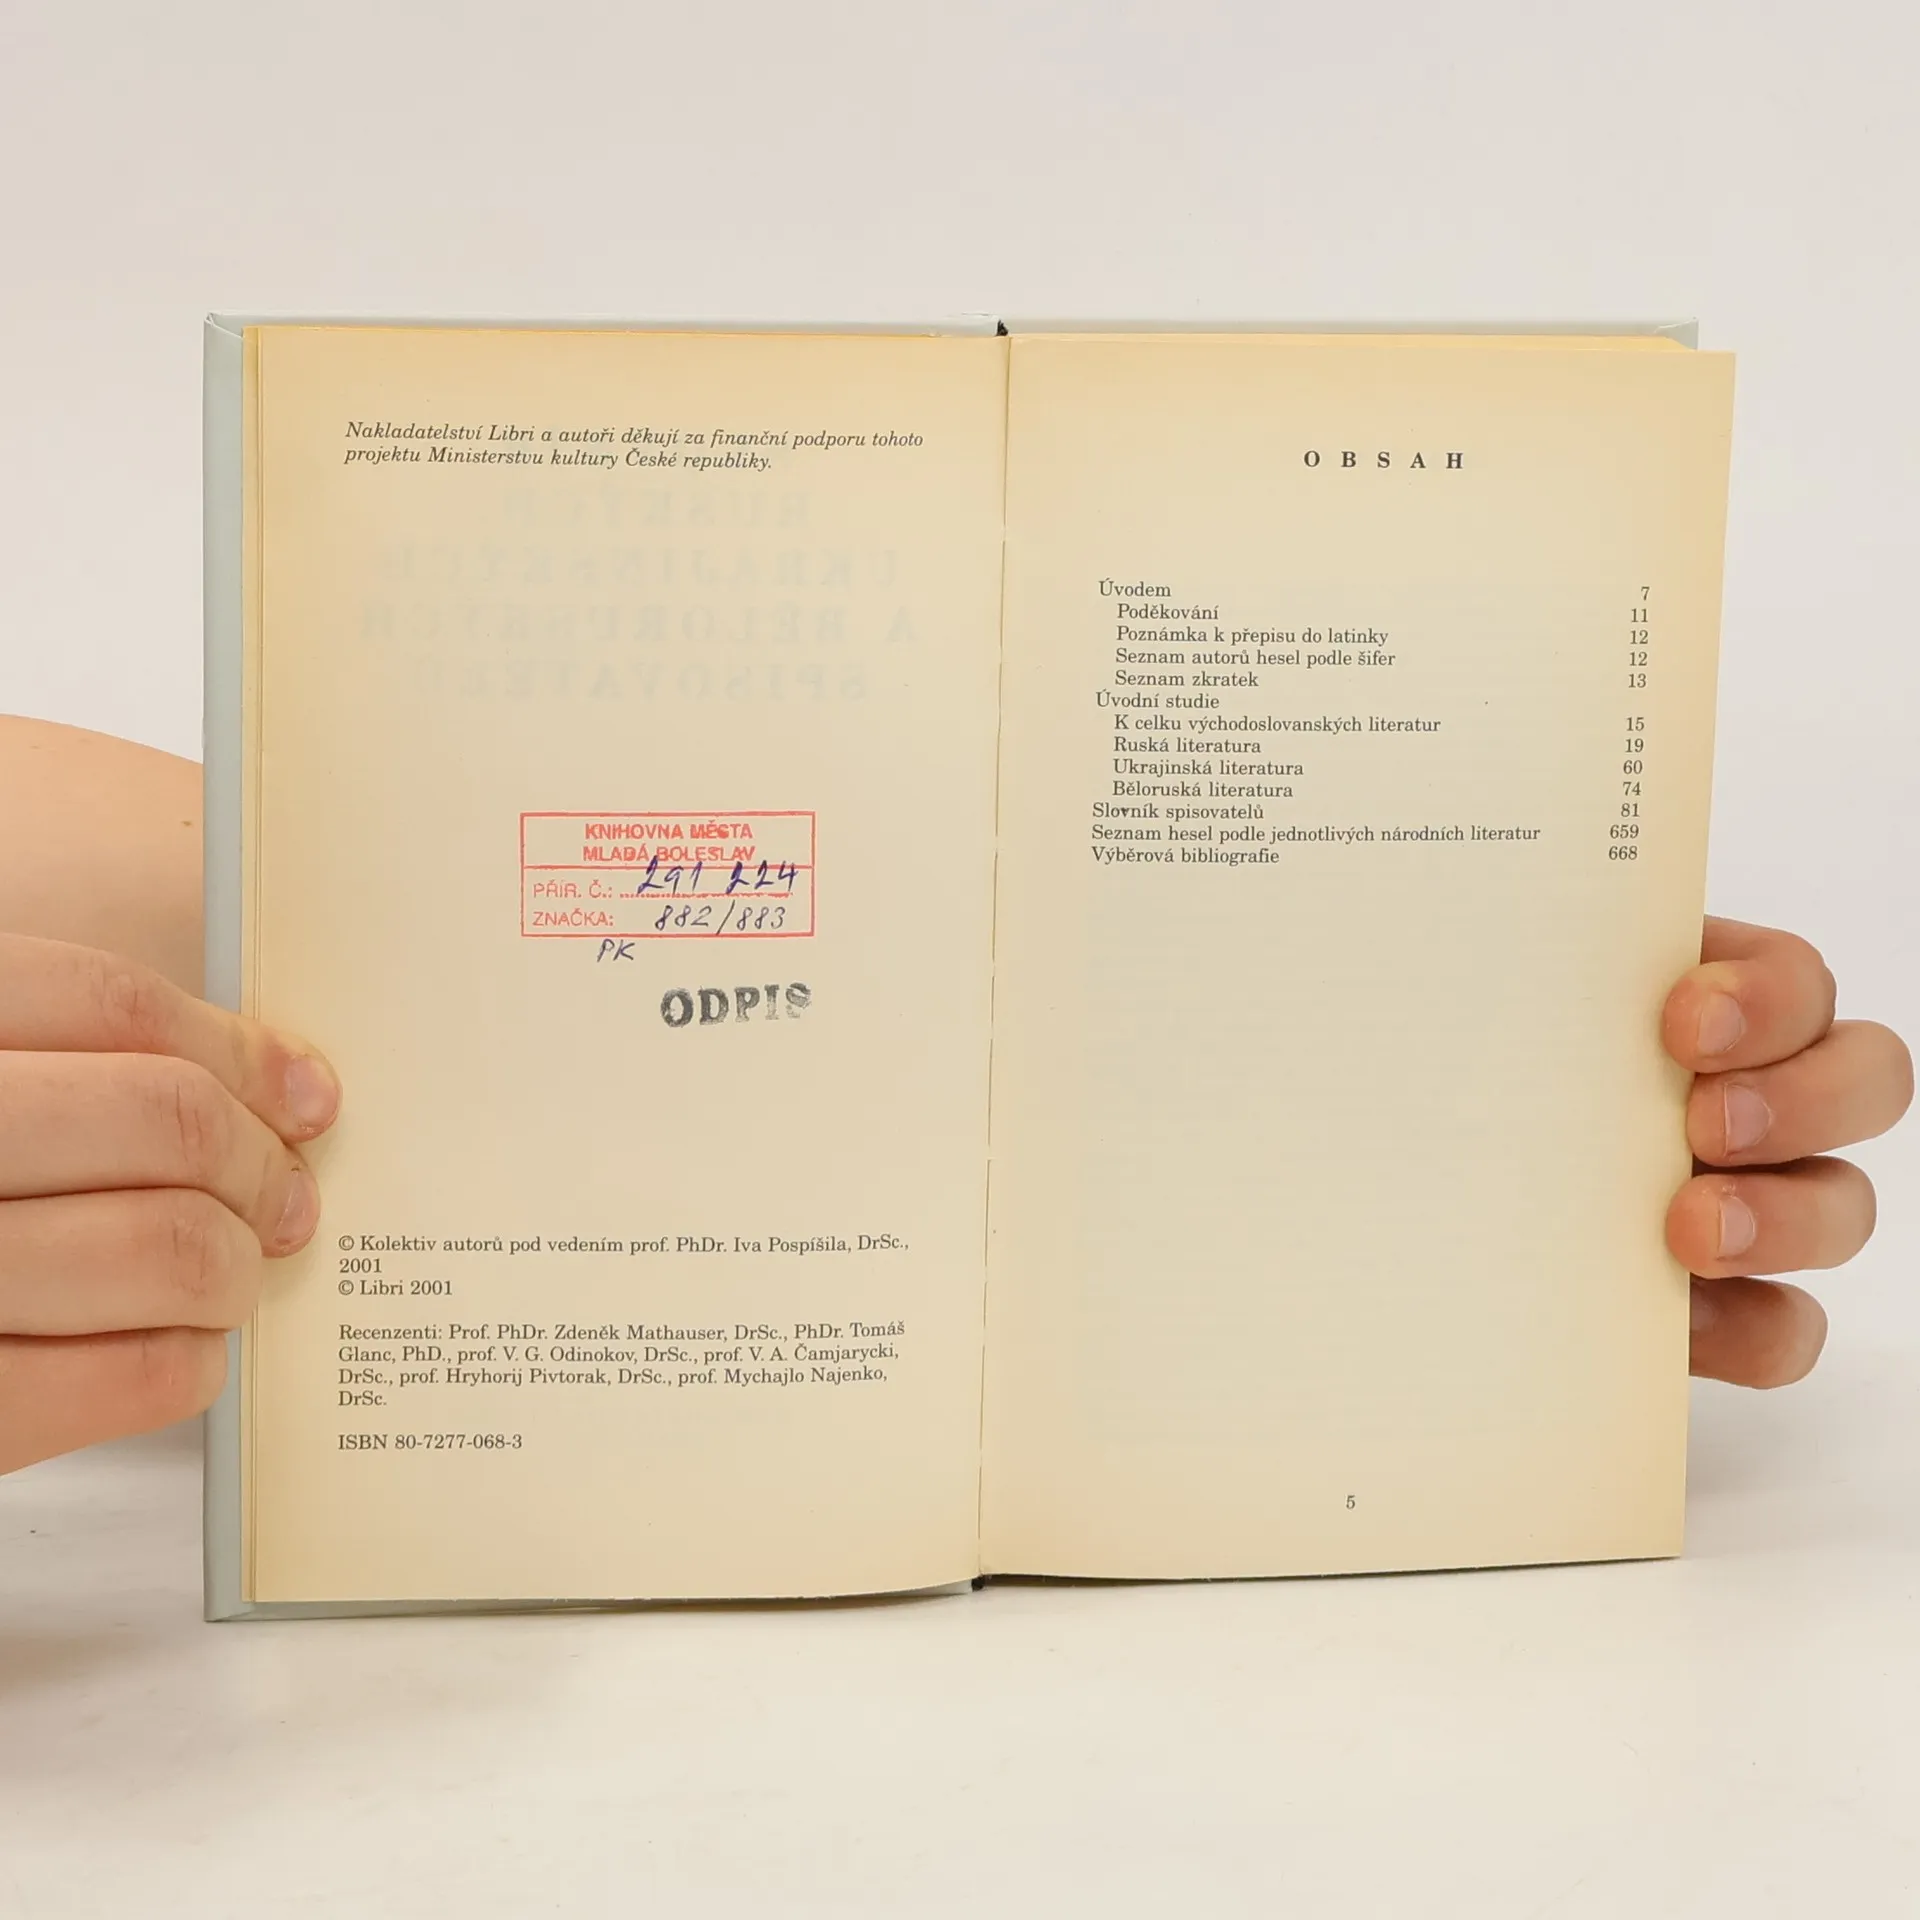 Nakladatelství Libri a autoři děkují za finanční podporu tohoto
projektu Ministerstvu kultury České republiky.
KNIHOVNA MĚSTA
MLADÁ BOLESLAV
PŘÍR. Č.: 291 224
ZNAČKA: 882/883
PK
ODPIS
© Kolektiv autorů pod vedením prof. PhDr. Iva Pospíšila, DrSc.,
2001
© Libri 2001
Recenzenti: Prof. PhDr. Zdeněk Mathauser, DrSc., PhDr. Tomáš
Glanc, PhD., prof. V. G. Odinokov, DrSc., prof. V. A. Čamjarycki,
DrSc., prof. Hryhorij Pivtorak, DrSc., prof. Mychajlo Najenko,
DrSc.
ISBN 80-7277-068-3
OBSAH
Úvodem 7
Poděkování 11
Poznámka k přepisu do latinky 12
Seznam autorů hesel podle šifer 12
Seznam zkratek 13
Úvodní studie
K celku východoslovanských literatur 15
Ruská literatura 19
Ukrajinská literatura 60
Běloruská literatura 74
Slovník spisovatelů 81
Seznam hesel podle jednotlivých národních literatur 659
Výběrová bibliografie 668
5